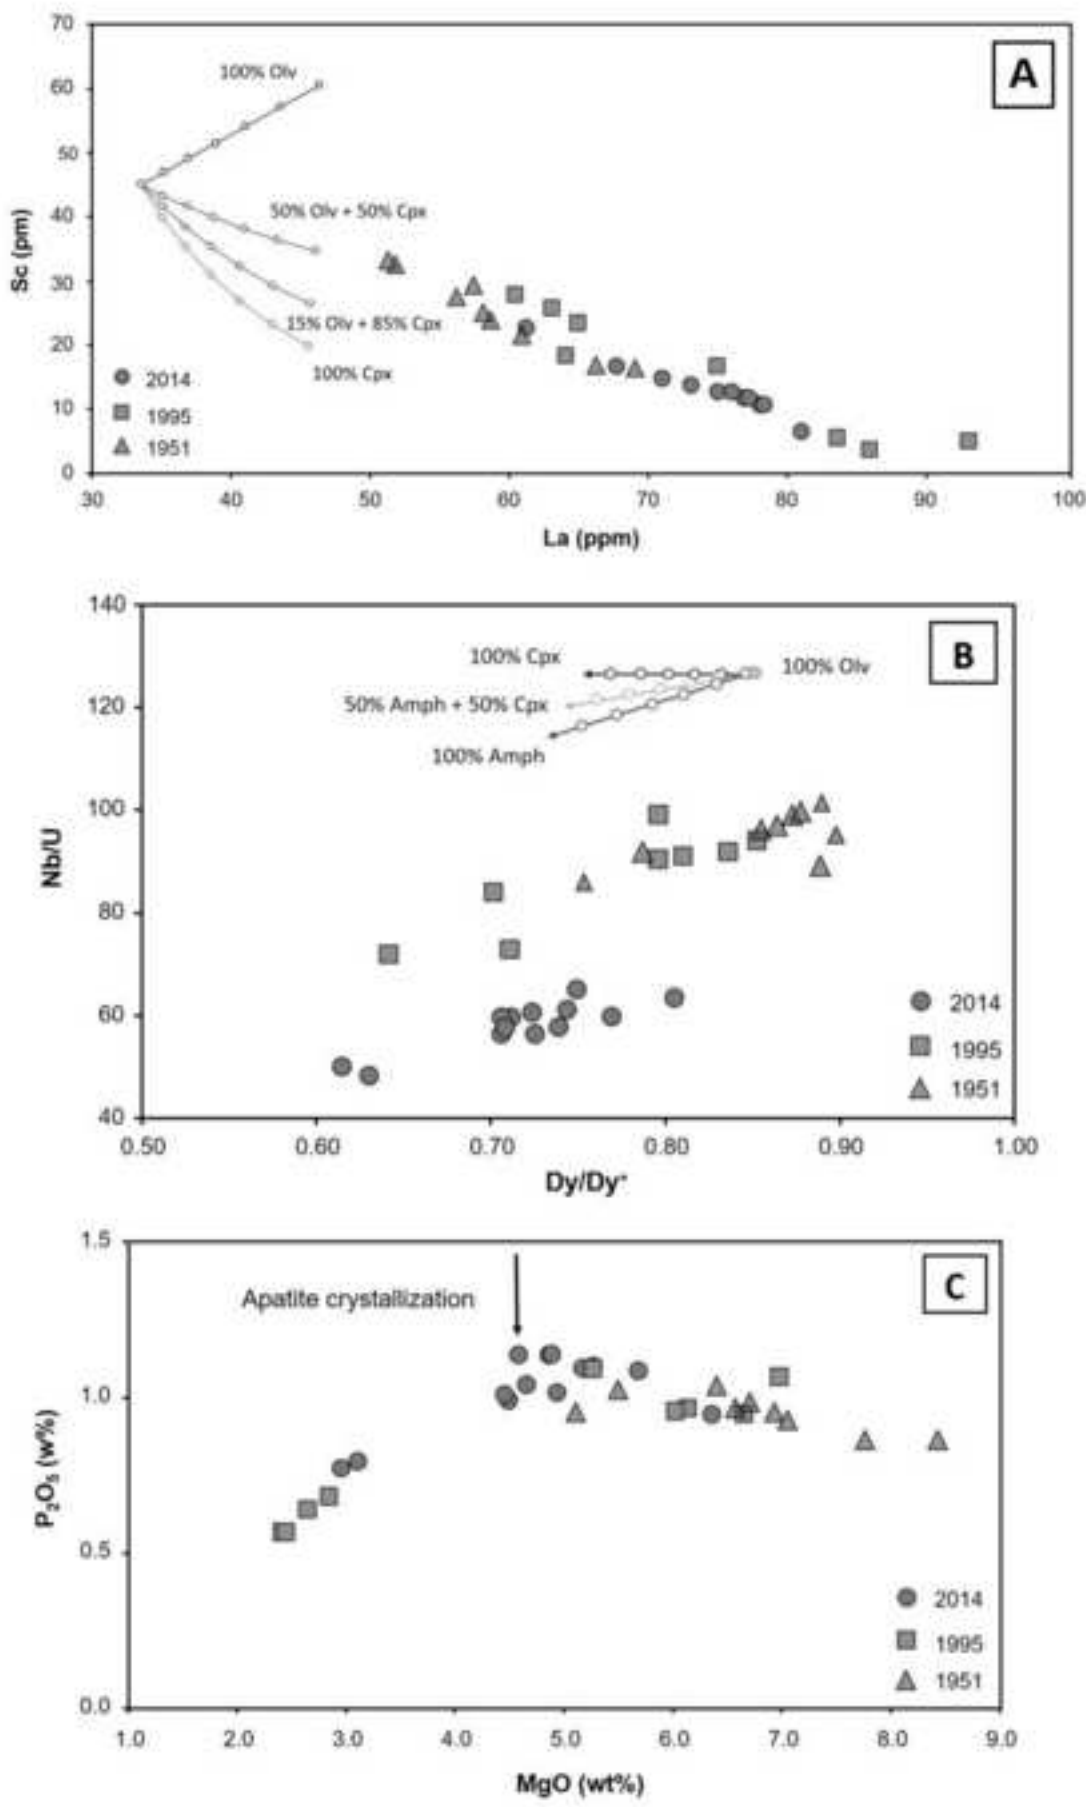 A
70
60
50
40
30
20
10
0
Sc (pm)
100% Olv
50% Olv + 50% Cpx
15% Olv + 85% Cpx
100% Cpx
2014
1995
1951
30 40 50 60 70 80 90 100
La (ppm)
B
140
120
100
80
60
40
Nb/U
100% Cpx
100% Olv
50% Amph + 50% Cpx
100% Amph
2014
1995
1951
0.50 0.60 0.70 0.80 0.90 1.00
Dy/Dy*
C
1.5
1.0
0.5
0.0
P₂O₅ (w%)
Apatite crystallization
2014
1995
1951
1.0 2.0 3.0 4.0 5.0 6.0 7.0 8.0 9.0
MgO (wt%)